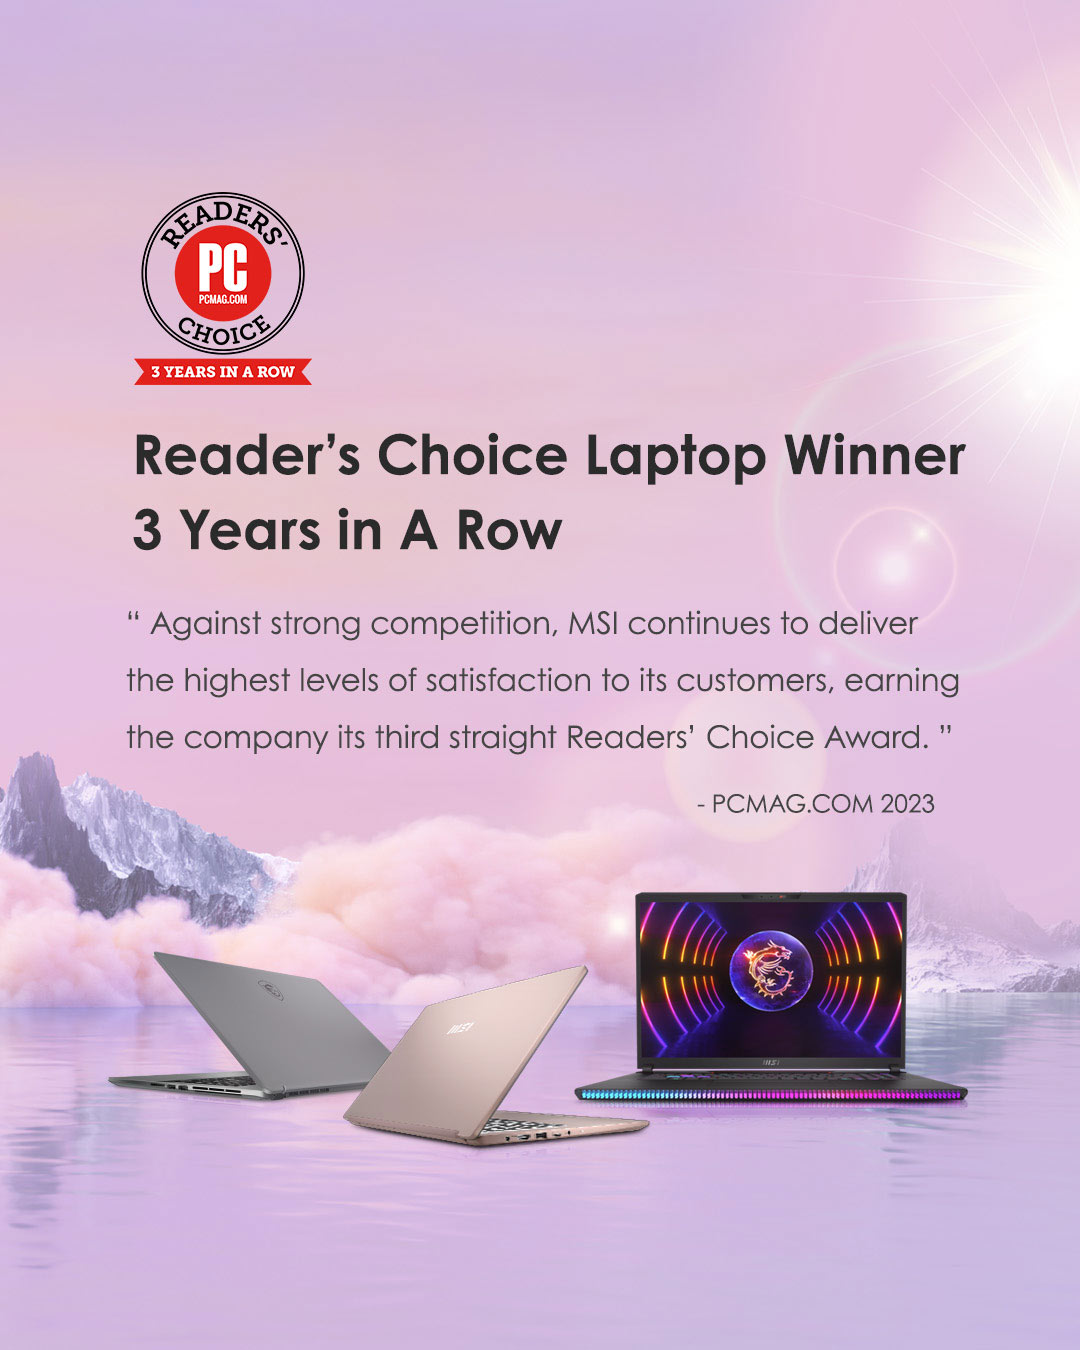 READERS'
PC
PCMAG.COM
CHOICE
3 YEARS IN A ROW
Reader’s Choice Laptop Winner
3 Years in A Row
“ Against strong competition, MSI continues to deliver
the highest levels of satisfaction to its customers, earning
the company its third straight Readers’ Choice Award. ”
- PCMAG.COM 2023
msi
msi